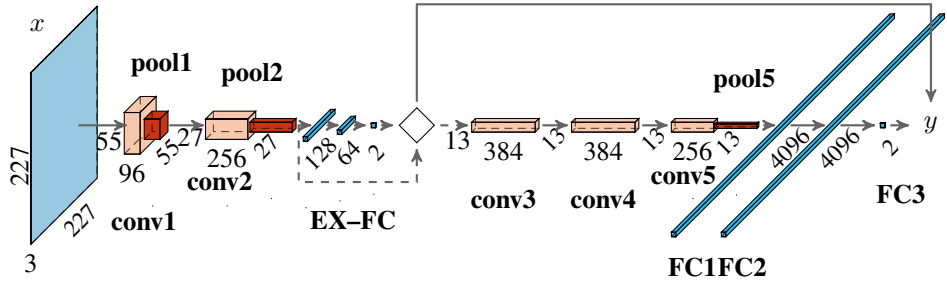 x
pool1
pool2
pool5
227
55
55
27
27
128
64
2
13
13
13
13
4096
4096
2
y
96
256
384
384
256
conv2
conv5
227
conv1
EX–FC
conv3
conv4
FC3
3
FC1FC2